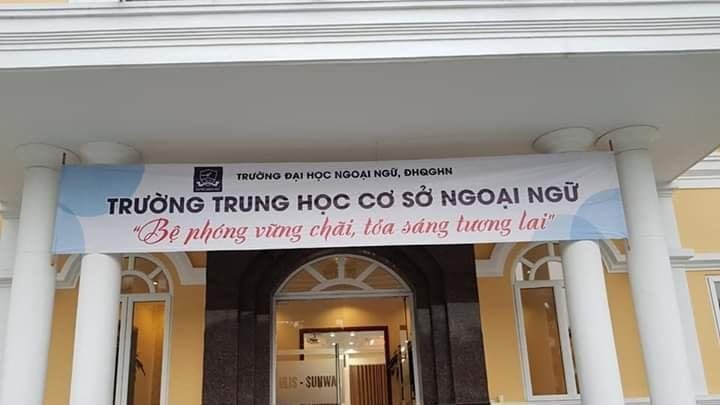 TRƯỜNG ĐẠI HỌC NGOẠI NGỮ, ĐHQGHN
TRƯỜNG TRUNG HỌC CƠ SỞ NGOẠI NGỮ
“Bệ phóng vững chãi, tỏa sáng tương lai”
ULIS - SUNWA